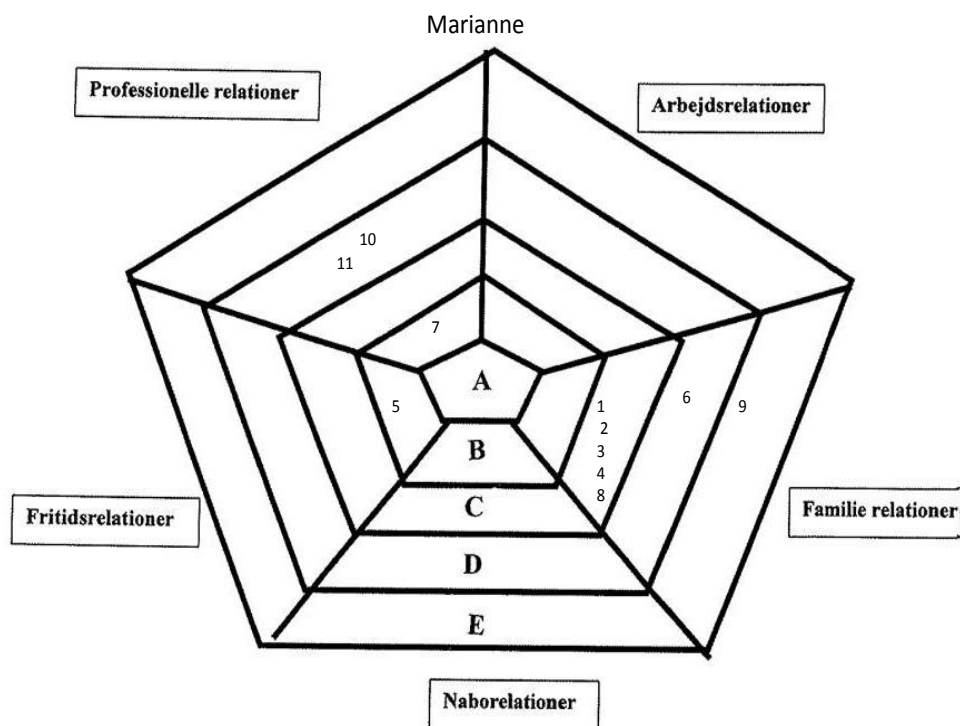 Marianne
Professionelle relationer
Arbejdsrelationer
10
11
7
A
5
1
6
9
2
B
3
4
8
C
Fritidsrelationer
Familie relationer
D
E
Naborelationer